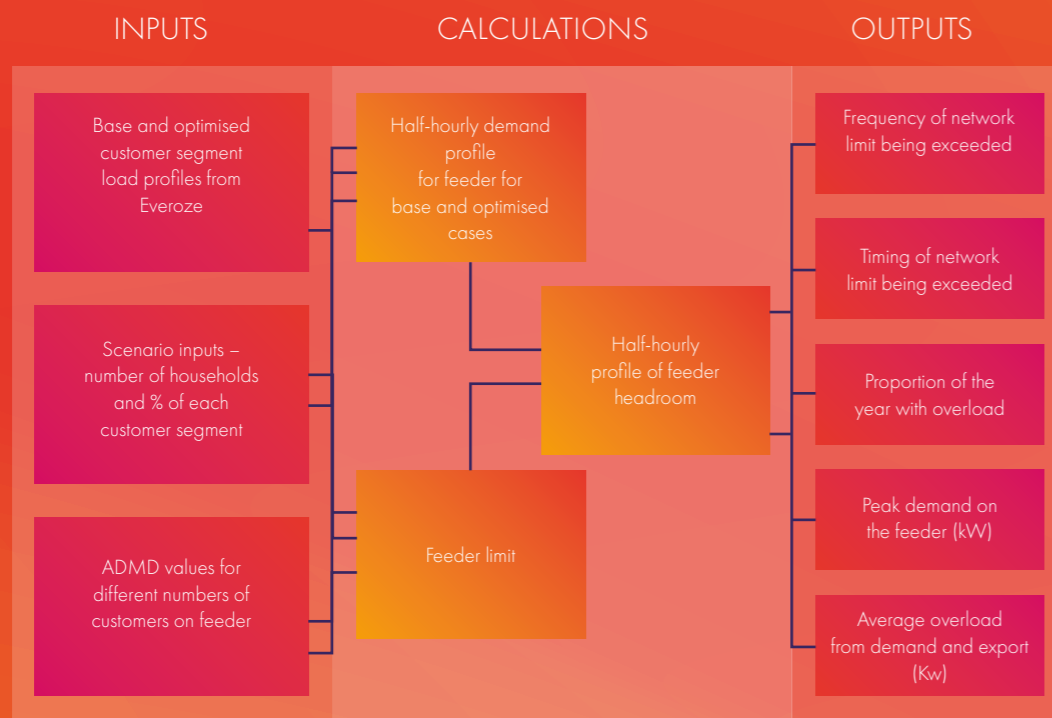 INPUTS
CALCULATIONS
OUTPUTS
Base and optimised
customer segment
load profiles from
Everoze
Scenario inputs –
number of households
and % of each
customer segment
ADMD values for
different numbers of
customers on feeder
Half-hourly demand
profile
for feeder for
base and optimised
cases
Feeder limit
Half-hourly
profile of feeder
headroom
Frequency of network
limit being exceeded
Timing of network
limit being exceeded
Proportion of the
year with overload
Peak demand on
the feeder (kW)
Average overload
from demand and export
(Kw)